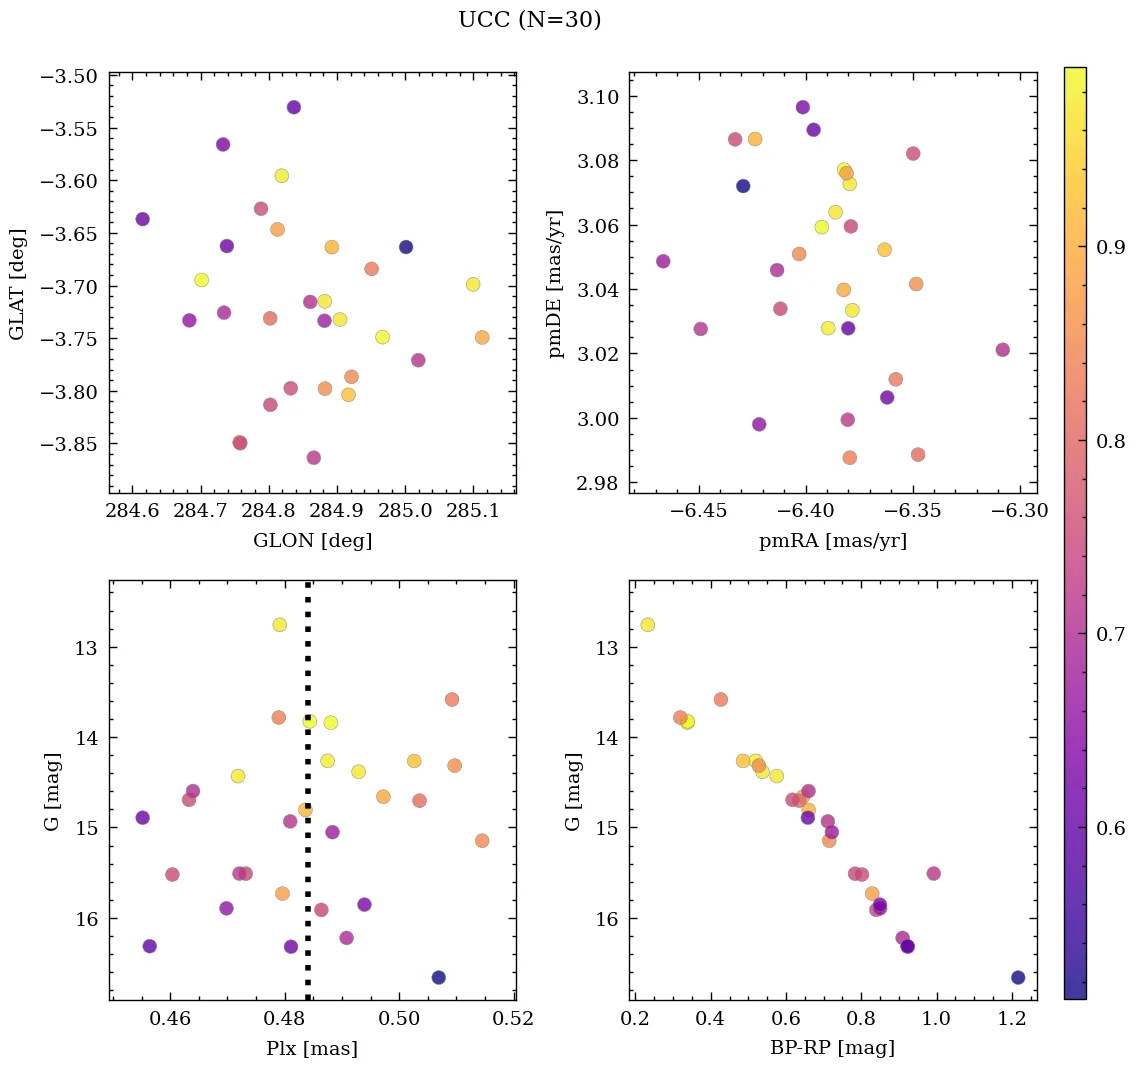 UCC (N=30)
−3.50
−3.55
−3.60
−3.65
−3.70
−3.75
−3.80
−3.85
GLAT [deg]
284.6 284.7 284.8 284.9 285.0 285.1
GLON [deg]
3.10
3.08
3.06
3.04
3.02
3.00
2.98
pmDE [mas/yr]
−6.45 −6.40 −6.35 −6.30
pmRA [mas/yr]
13
14
15
16
G [mag]
0.46 0.48 0.50 0.52
Plx [mas]
13
14
15
16
G [mag]
0.2 0.4 0.6 0.8 1.0 1.2
BP-RP [mag]
0.9
0.8
0.7
0.6